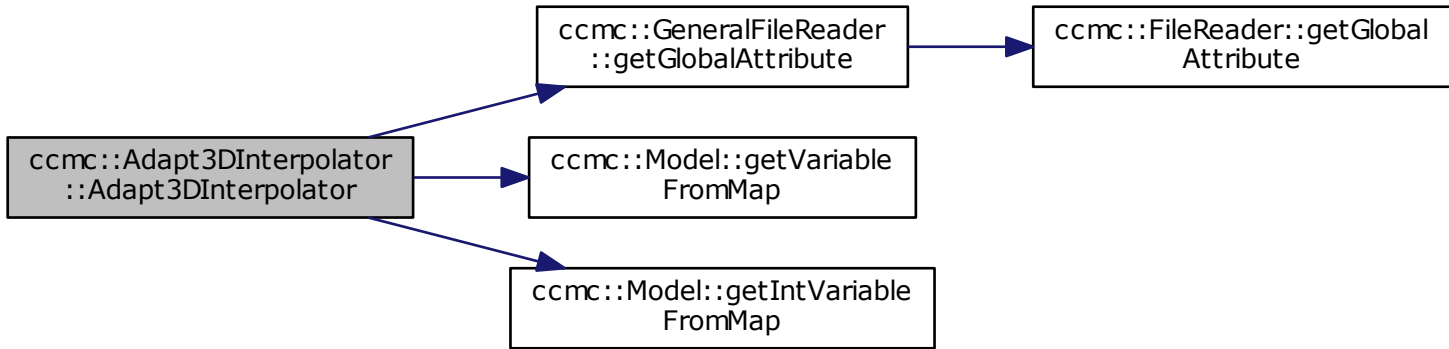 ccmc::GeneralFileReader
::getGlobalAttribute
ccmc::FileReader::getGlobal
Attribute
ccmc::Adapt3DInterpolator
::Adapt3DInterpolator
ccmc::Model::getVariable
FromMap
ccmc::Model::getIntVariable
FromMap